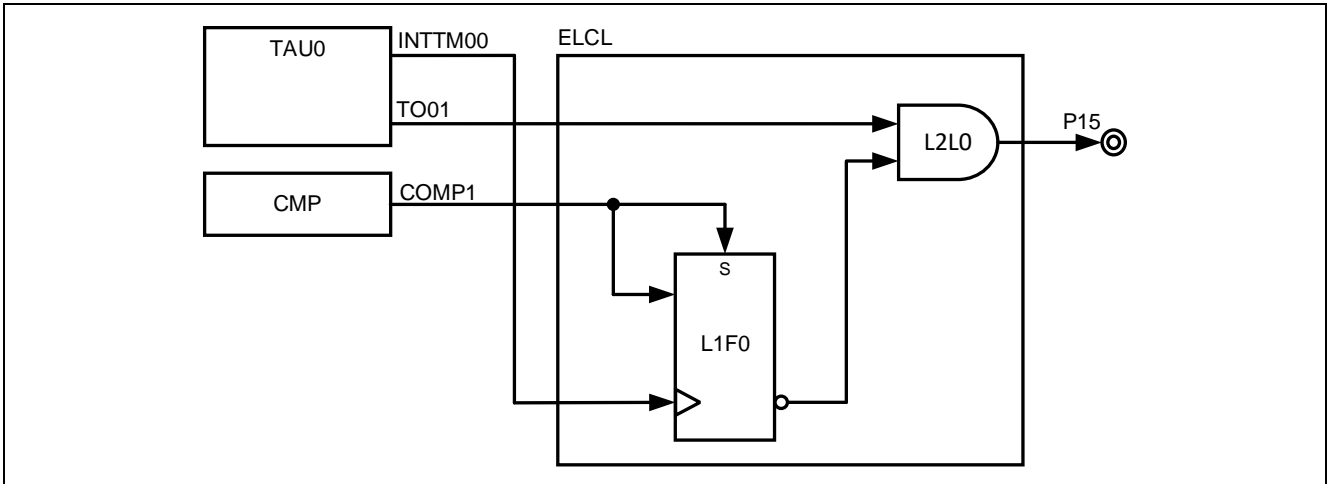 TAU0
INTTM00
ELCL
TO01
L2L0
P15
CMP
COMP1
S
L1F0